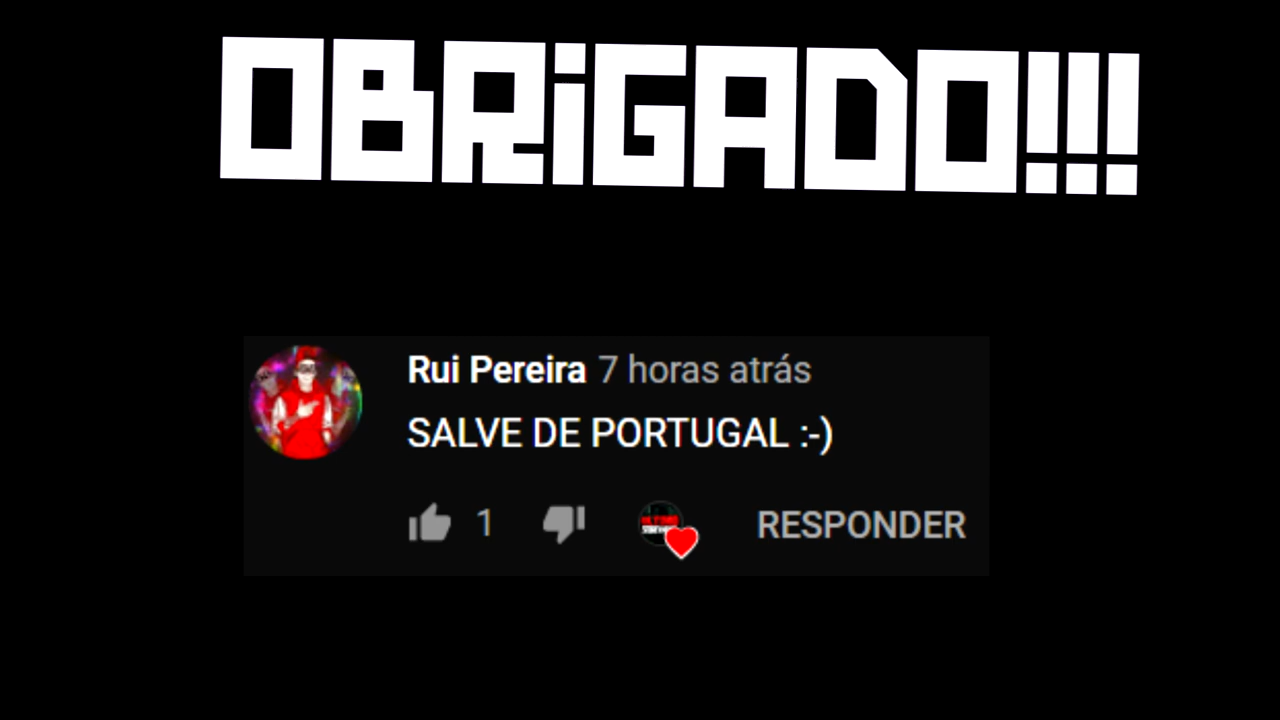 OBRiGADO!!!
Rui Pereira 7 horas atrás
SALVE DE PORTUGAL :-)
1 RESPONDER